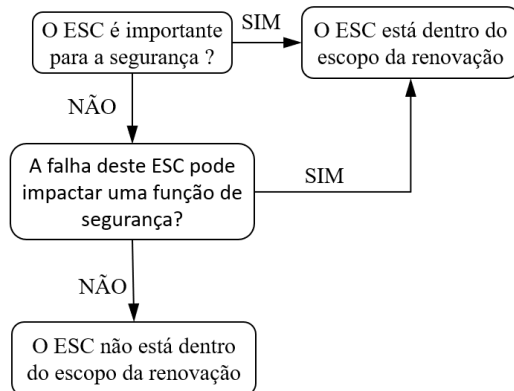 O ESC é importante
para a segurança ?
SIM
O ESC está dentro do
escopo da renovação
NÃO
A falha deste ESC pode
impactar uma função de
segurança?
SIM
NÃO
O ESC não está dentro
do escopo da renovação